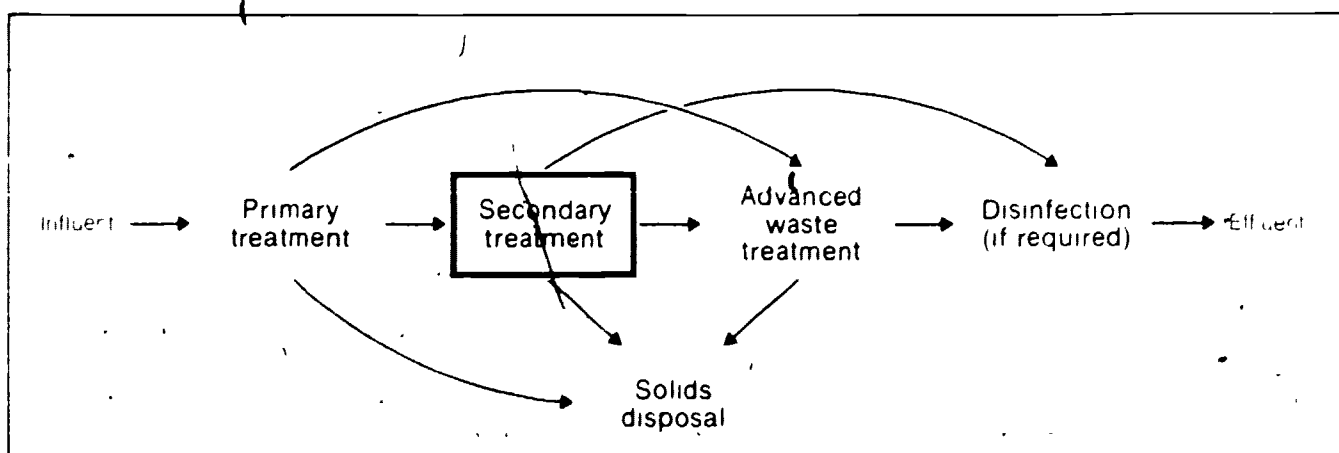 Influent
Primary
treatment
Secondary
treatment
Advanced
waste
treatment
Disinfection
(if required)
Effluent
Solids
disposal